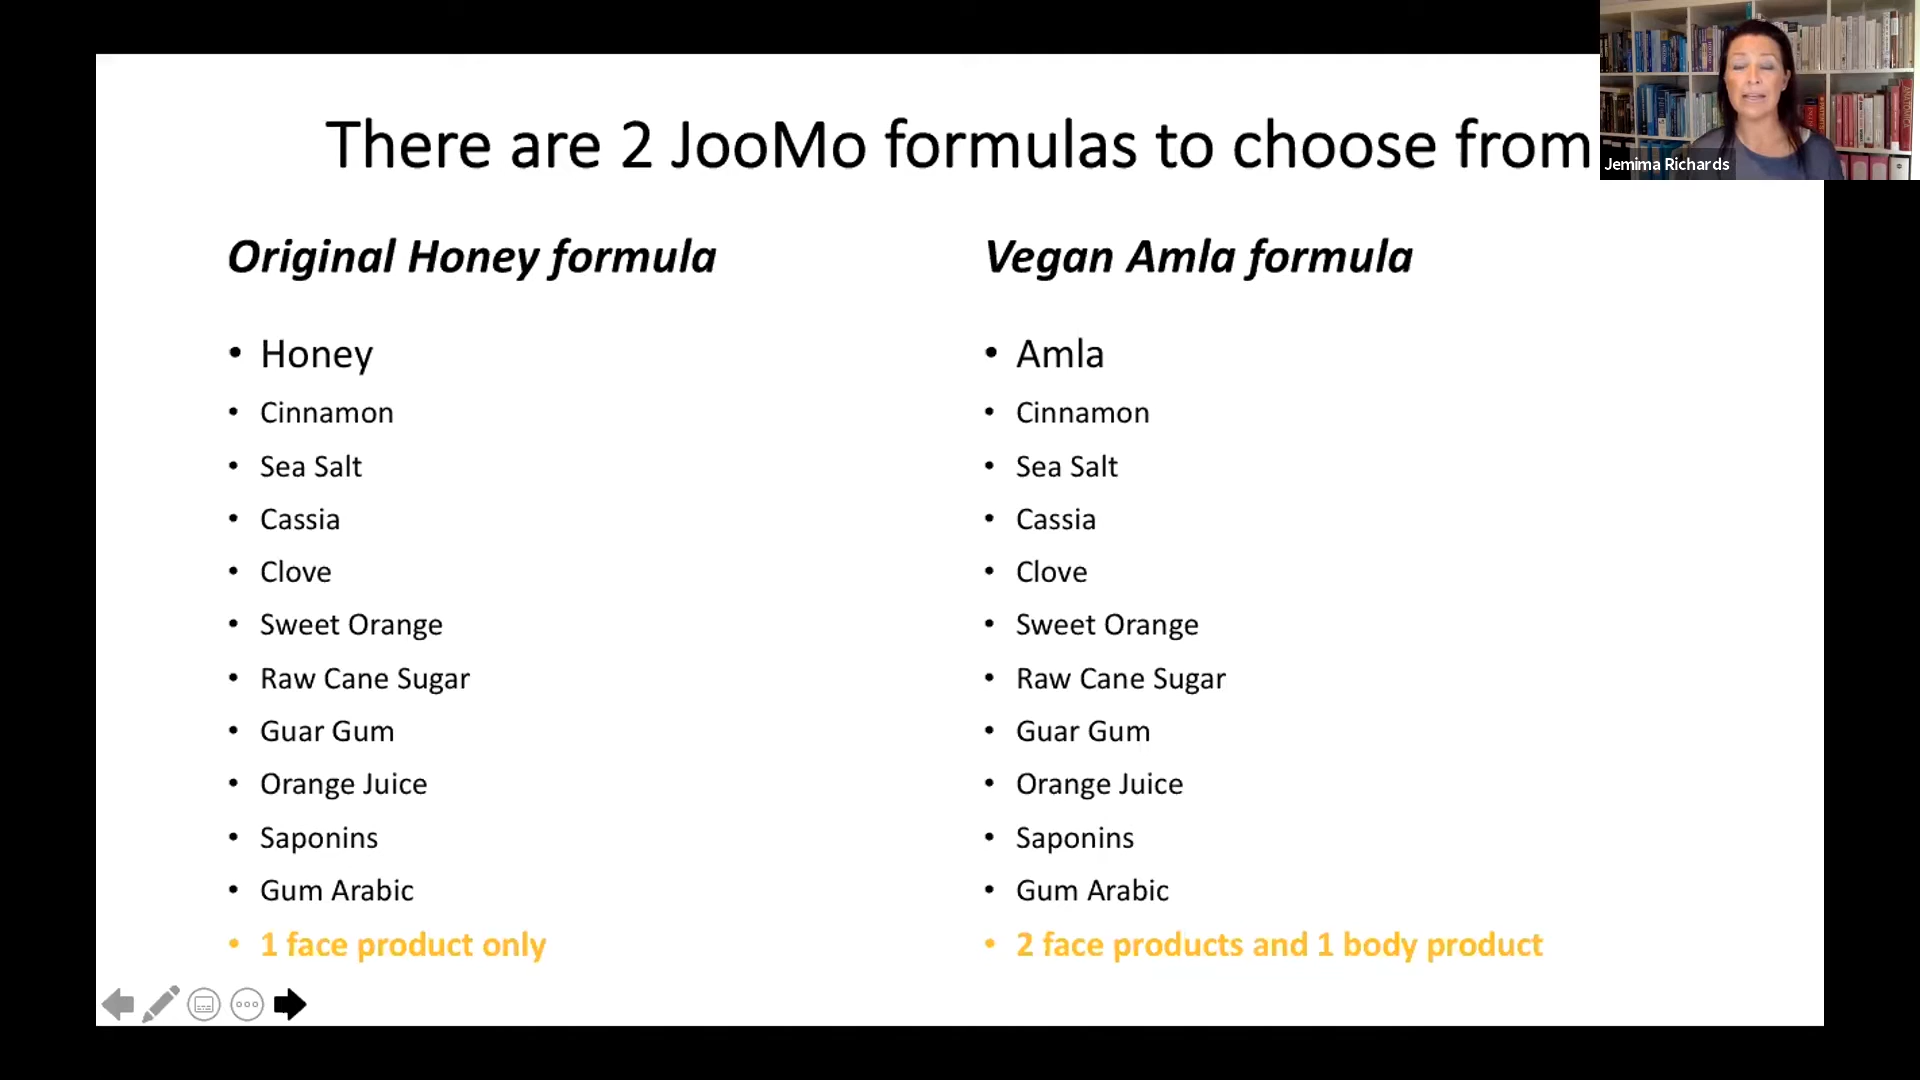 There are 2 JooMo formulas to choose from
Jemima Richards
Original Honey formula
• Honey
• Cinnamon
• Sea Salt
• Cassia
• Clove
• Sweet Orange
• Raw Cane Sugar
• Guar Gum
• Orange Juice
• Saponins
• Gum Arabic
• 1 face product only
Vegan Amla formula
• Amla
• Cinnamon
• Sea Salt
• Cassia
• Clove
• Sweet Orange
• Raw Cane Sugar
• Guar Gum
• Orange Juice
• Saponins
• Gum Arabic
• 2 face products and 1 body product